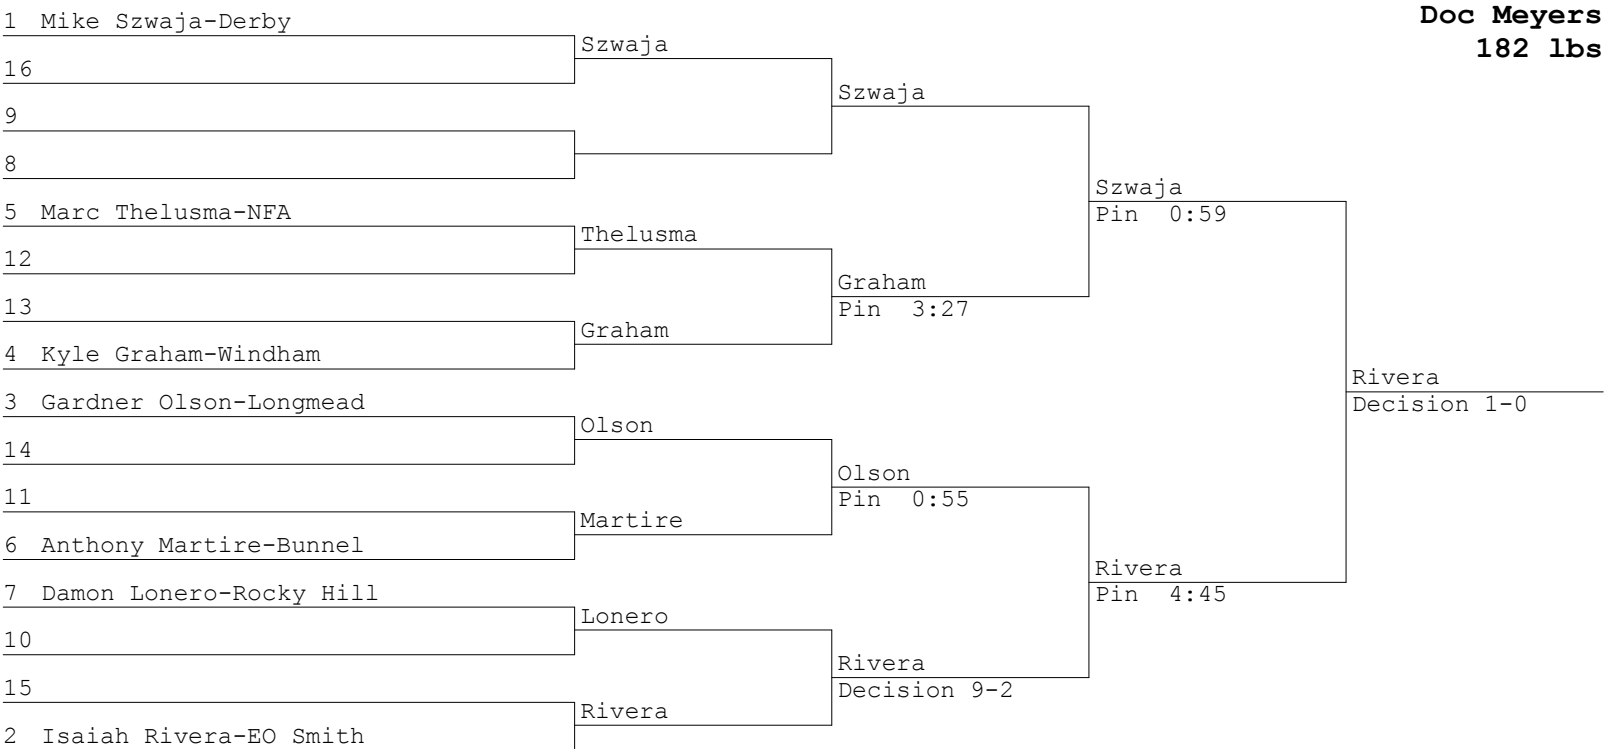 Doc Meyers
182 lbs
1 Mike Szwaja-Derby
Szwaja
16
Szwaja
9
8
Szwaja
Pin 0:59
5 Marc Thelusma-NFA
Thelusma
12
Graham
Pin 3:27
13
Graham
4 Kyle Graham-Windham
Rivera
Decision 1-0
3 Gardner Olson-Longmead
Olson
14
Olson
Pin 0:55
11
Martire
6 Anthony Martire-Bunnel
Rivera
Pin 4:45
7 Damon Lonero-Rocky Hill
Lonero
10
Rivera
Decision 9-2
15
Rivera
2 Isaiah Rivera-EO Smith